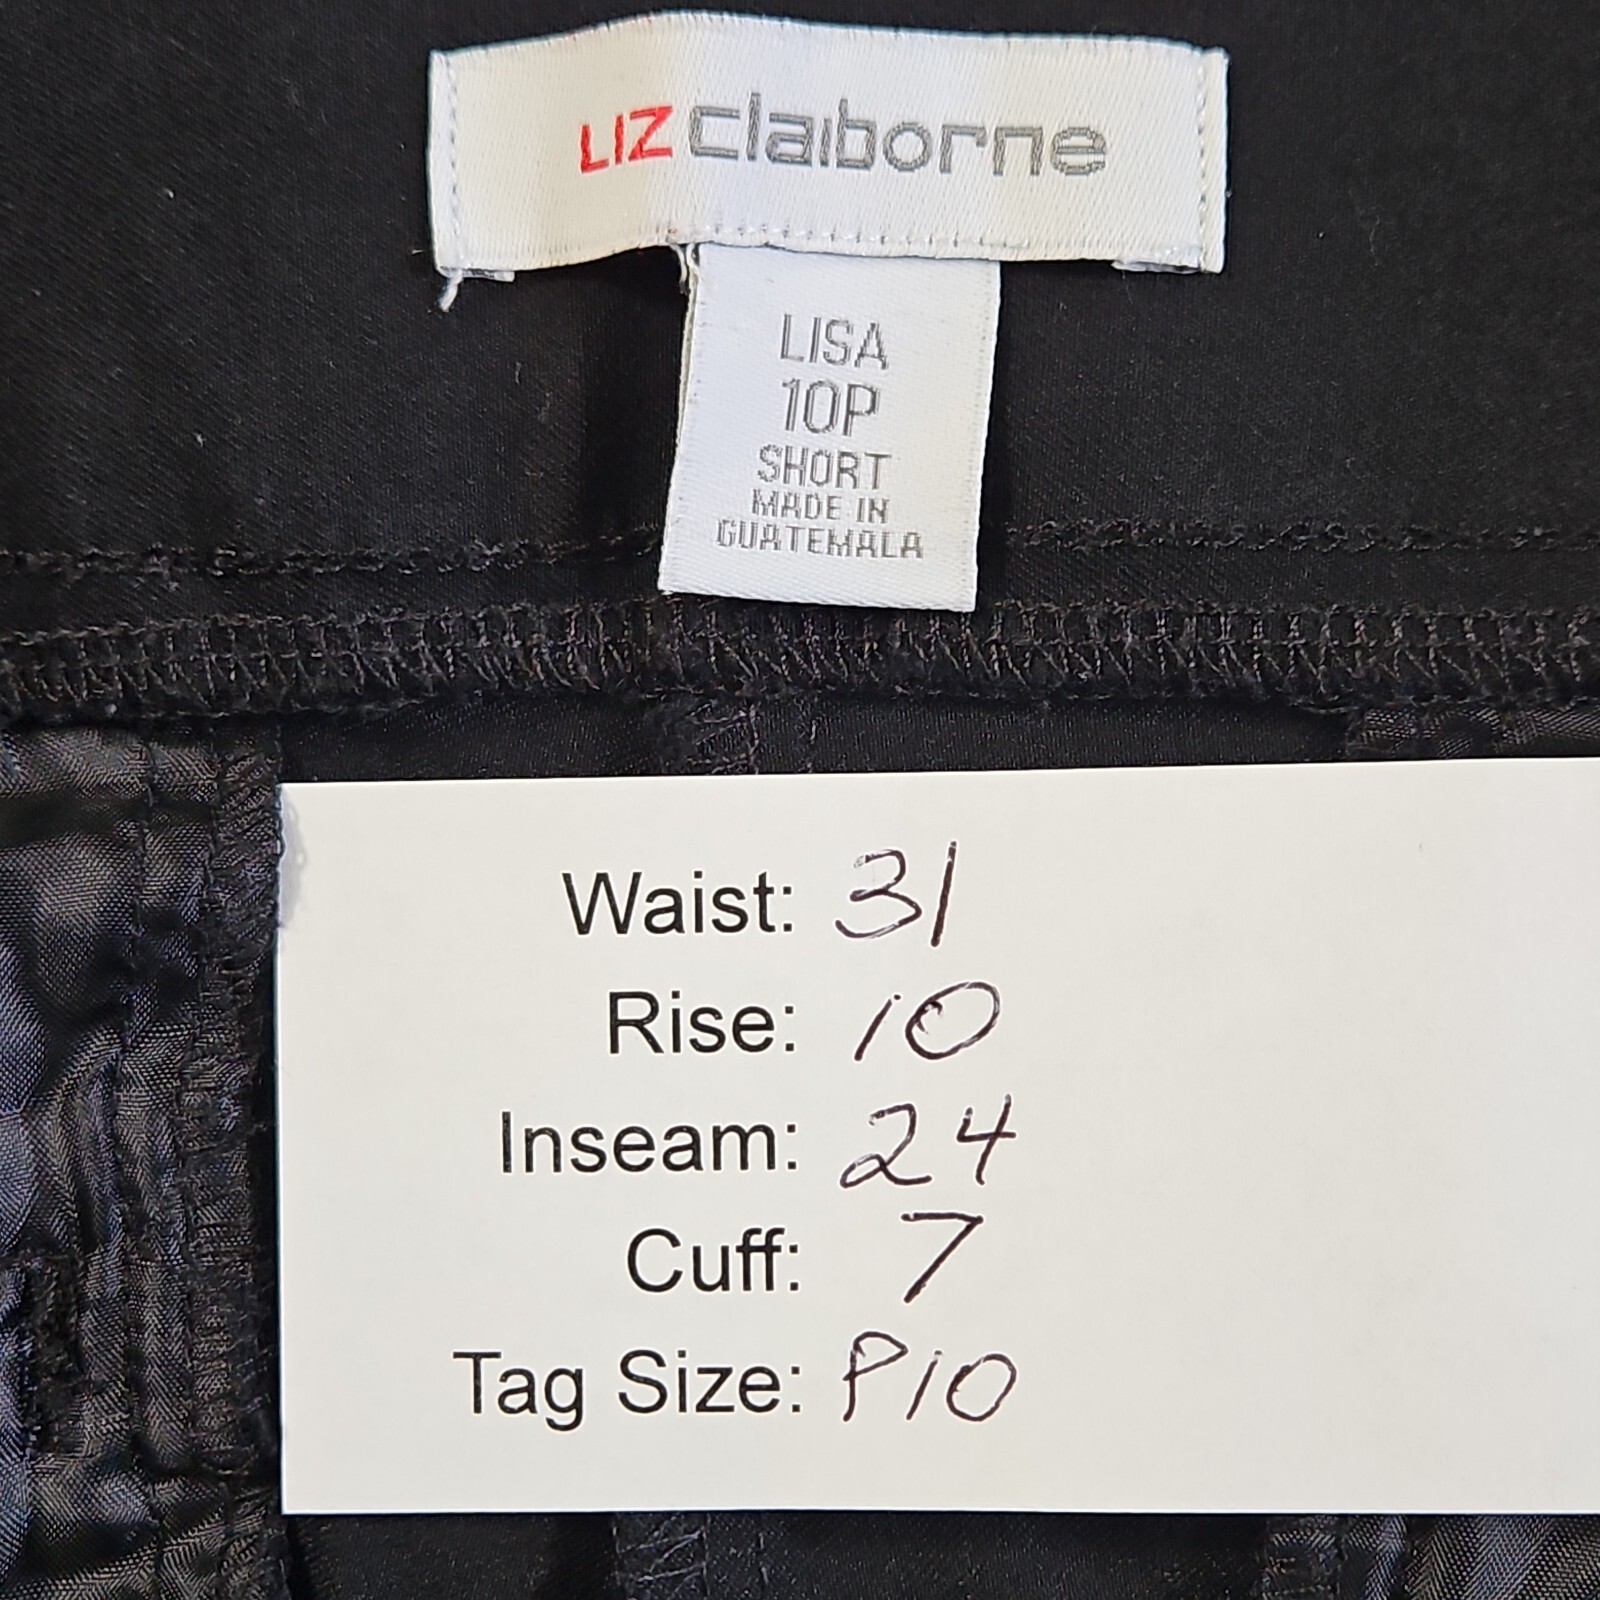 LIZ claiborne
LISA
10P
SHORT
MADE IN
GUATEMALA
Waist: 31
Rise: 10
Inseam: 24
Cuff: 7
Tag Size: P10